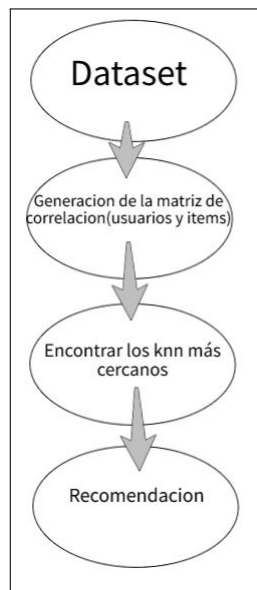 Dataset
Generacion de la matriz de
correlacion(usuarios y items)
Encontrar los knn más
cercanos
Recomendacion